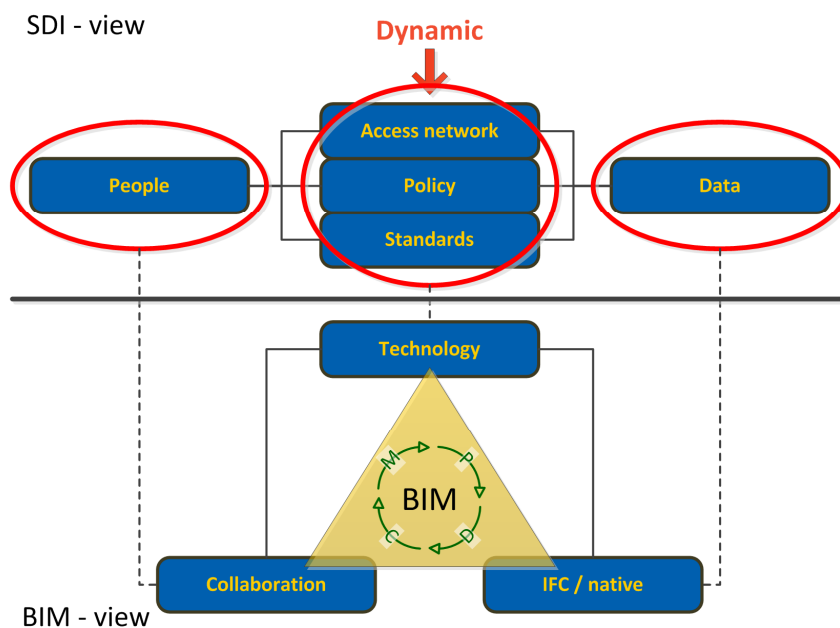 SDI - view
Dynamic
Access network
People
Policy
Data
Standards
Technology
M
P
BIM
C
D
Collaboration
IFC / native
BIM - view